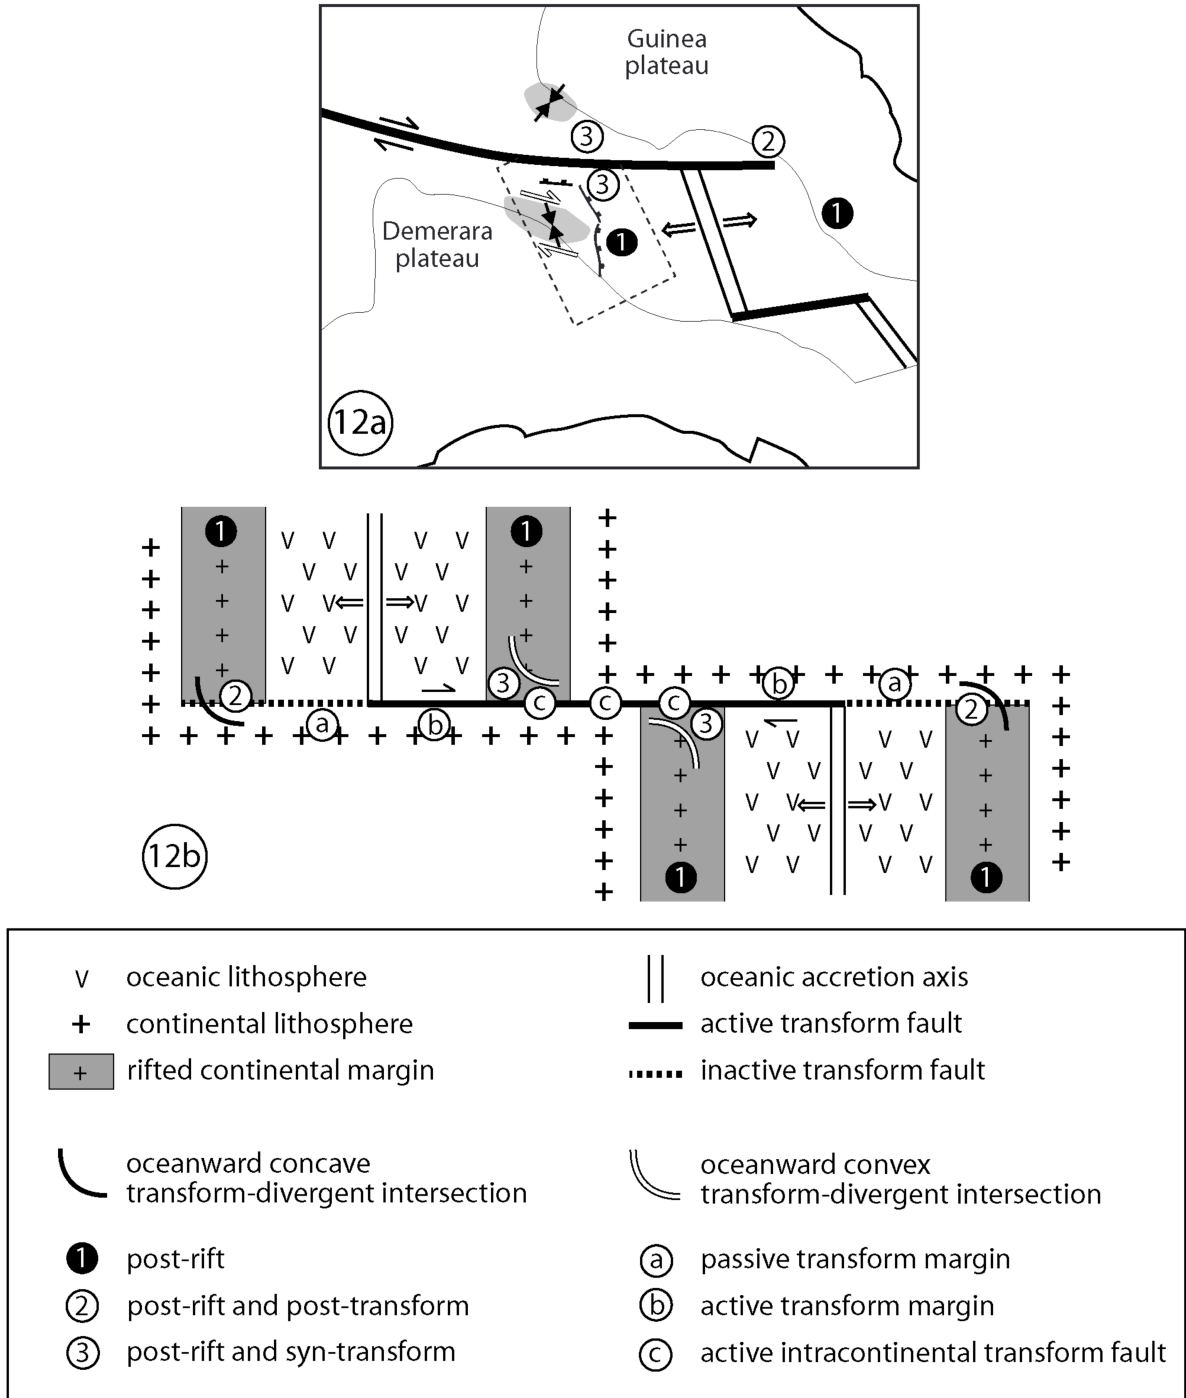 Guinea
plateau
3
2
3
1
1
Demerara
plateau
12a
1
1
2
3
c
c
c
b
a
a
b
3
2
12b
1
1
v oceanic lithosphere
+ continental lithosphere
+ rifted continental margin
oceanward concave
transform-divergent intersection
1 post-rift
2 post-rift and post-transform
3 post-rift and syn-transform
oceanic accretion axis
active transform fault
inactive transform fault
oceanward convex
transform-divergent intersection
a passive transform margin
b active transform margin
c active intracontinental transform fault